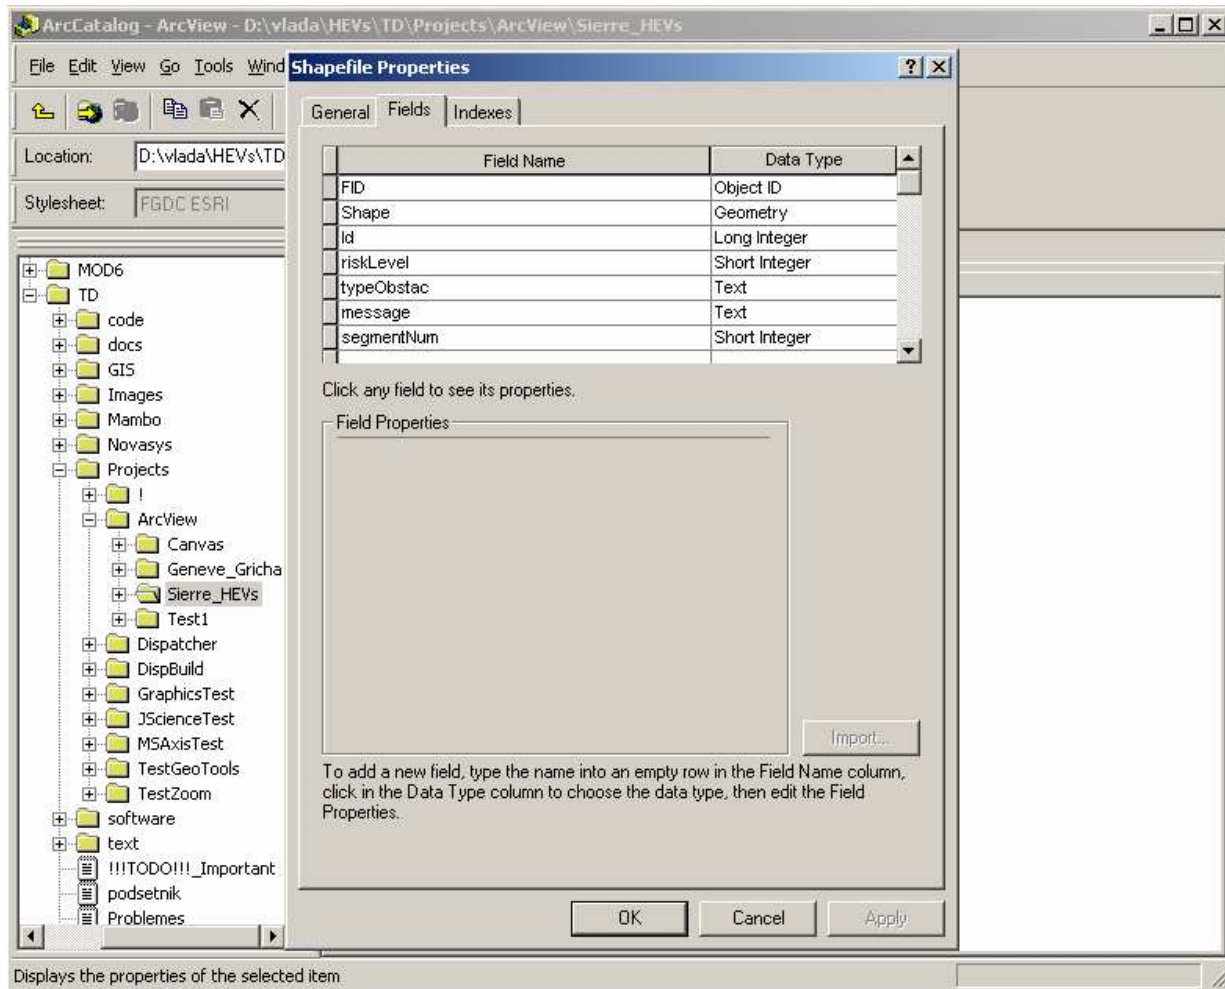 ArcCatalog - ArcView - D:\vlada\HEVs\TD\Projects\ArcView\Sierre_HEVs
File Edit View Go Tools Wind
Location: D:\vlada\HEVs\TD
Stylesheet: FGDC ESRI
MOD6
TD
code
docs
GIS
Images
Mambo
Novasys
Projects
!
ArcView
Canvas
Geneve_Gricha
Sierre_HEVs
Test1
Dispatcher
DispBuild
GraphicsTest
JScienceTest
MSAxisTest
TestGeoTools
TestZoom
software
text
!!!TODO!!!_Important
podsetnik
Problemes
Shapefile Properties
General Fields Indexes
Field Name Data Type
FID Object ID
Shape Geometry
Id Long Integer
riskLevel Short Integer
typeObstac Text
message Text
segmentNum Short Integer
Click any field to see its properties.
Field Properties
Import...
To add a new field, type the name into an empty row in the Field Name column,
click in the Data Type column to choose the data type, then edit the Field
Properties.
OK Cancel Apply
Displays the properties of the selected item